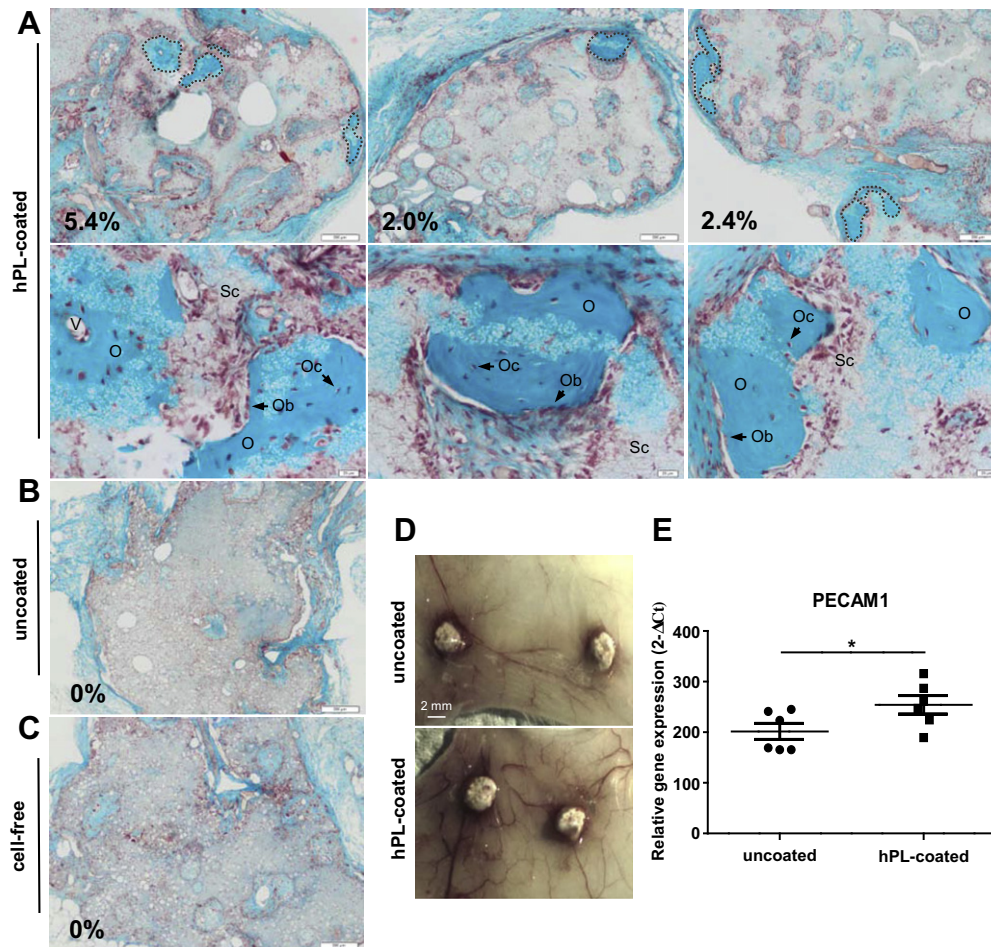 A
hPL-coated
5.4%
2.0%
2.4%
V
O
Sc
Oc
Ob
O
O
Oc
Ob
Sc
Oc
O
Sc
Ob
O
B
uncoated
0%
C
cell-free
0%
D
uncoated
2 mm
hPL-coated
E
PECAM1
Relative gene expression (2-ΔCt)
400
300
200
100
0
*
uncoated
hPL-coated